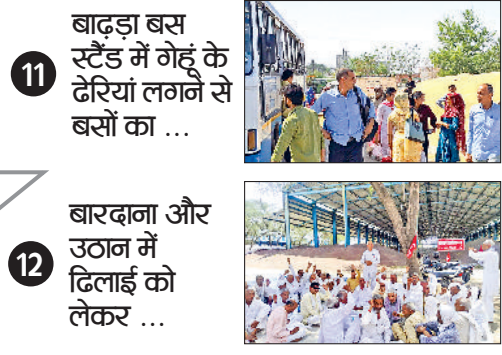 11
बाढ़ड़ा बस
स्टैंड में गेहूं के
ढेरियां लगने से
बसों का ...
12
बारदाना और
उठान में
ढिलाई को
लेकर ...